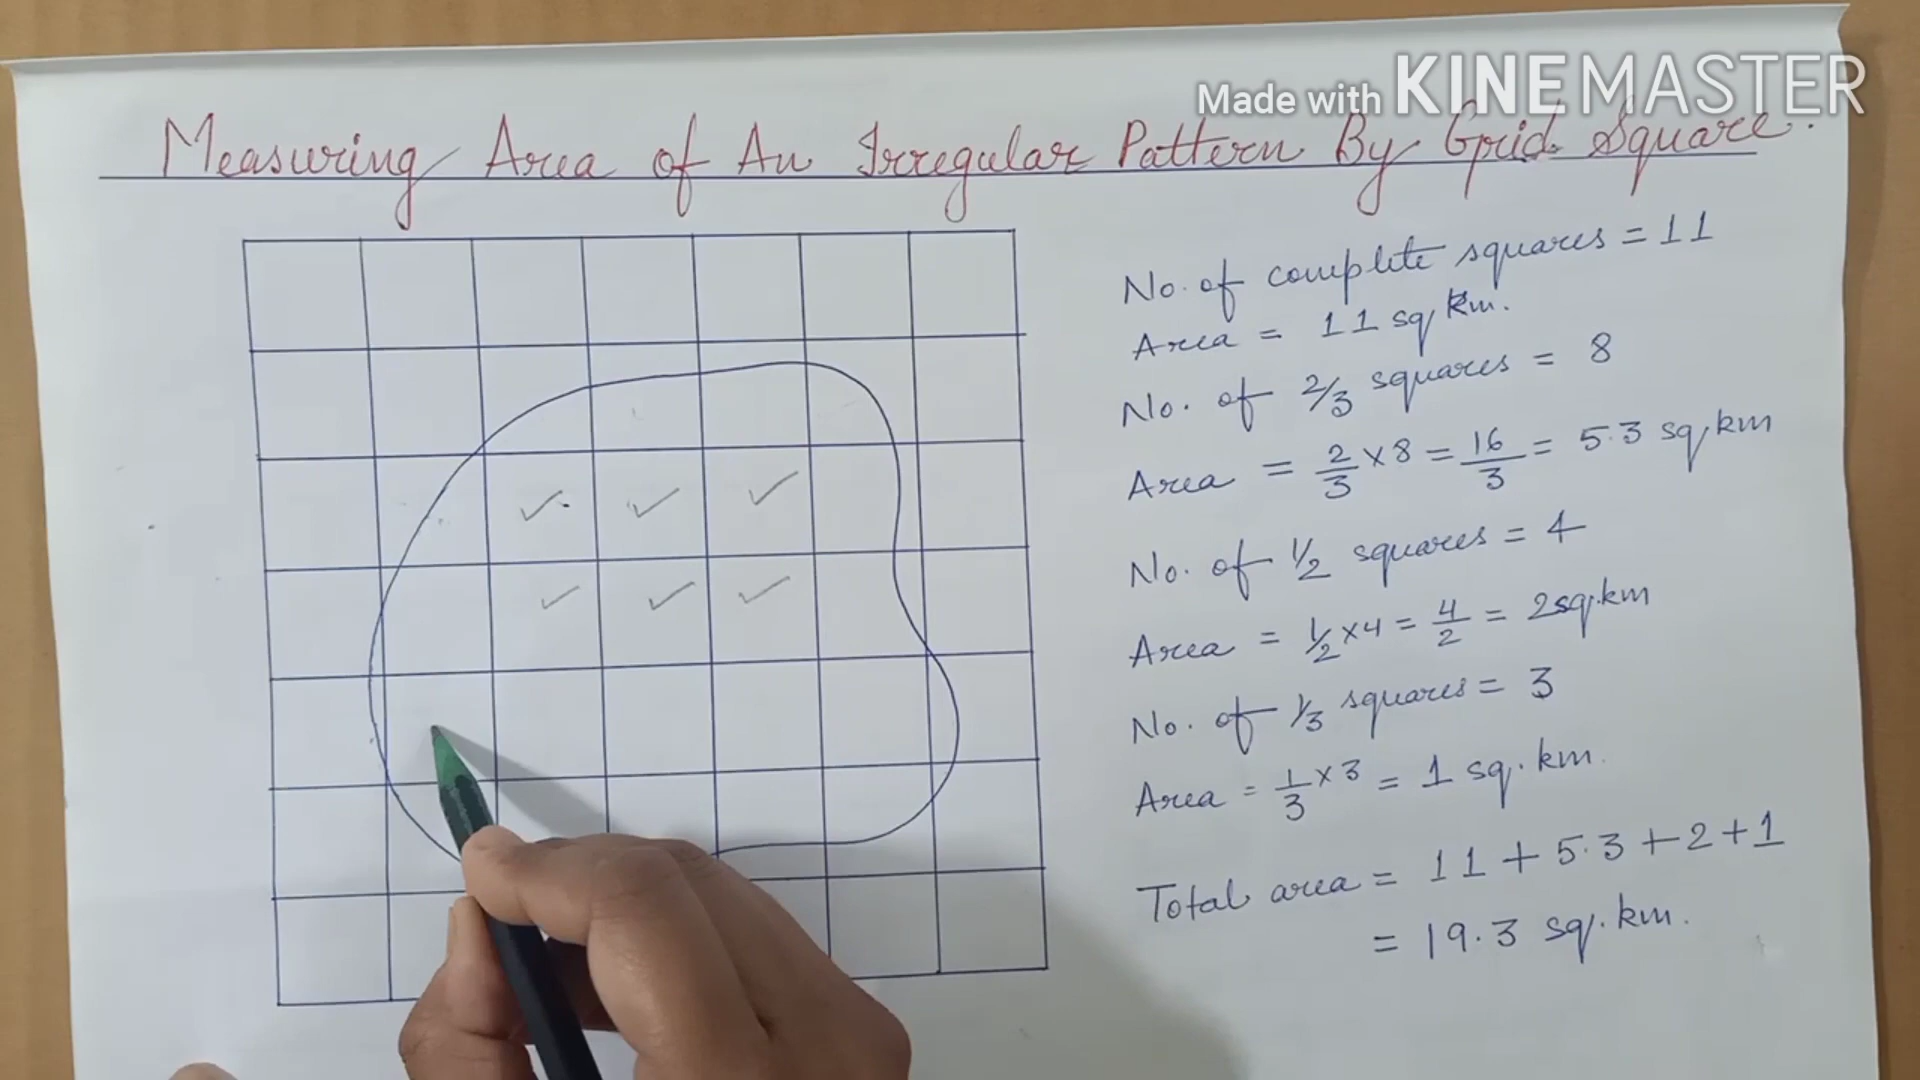 Made with KINEMASTER
Measuring Area of An Irregular Pattern By Grid Square.
No. of complete squares = 11
Area = 11 sq km.
No. of 2/3 squares = 8
Area = 2/3 × 8 = 16/3 = 5.3 sq km
No. of 1/2 squares = 4
Area = 1/2 × 4 = 4/2 = 2 sq. km
No. of 1/3 squares = 3
Area = 1/3 × 3 = 1 sq. km.
Total area = 11 + 5.3 + 2 + 1
= 19.3 sq. km.